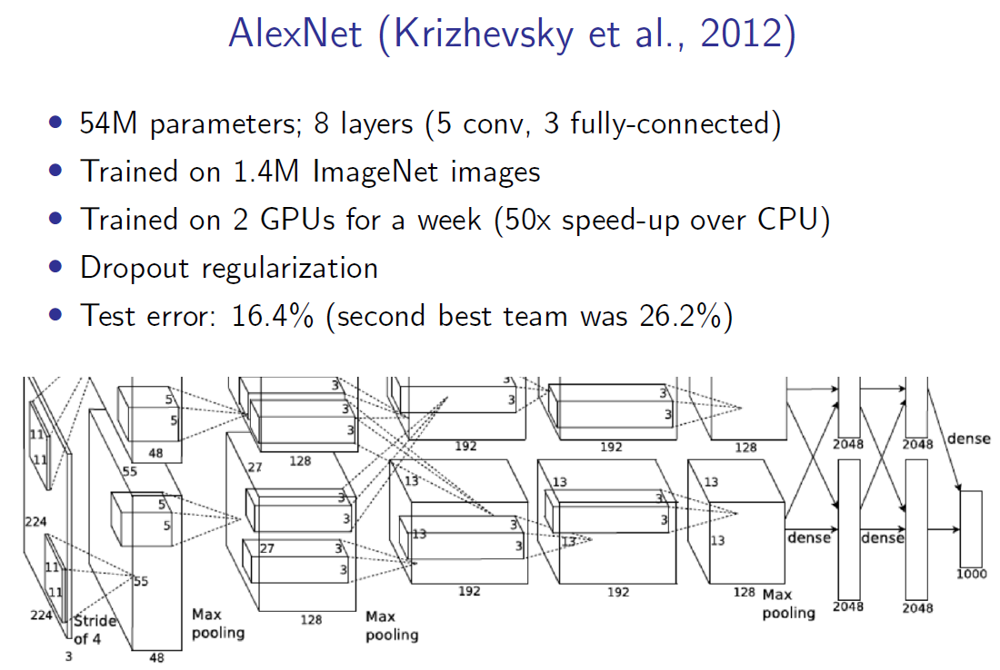 AlexNet (Krizhevsky et al., 2012)
• 54M parameters; 8 layers (5 conv, 3 fully-connected)
• Trained on 1.4M ImageNet images
• Trained on 2 GPUs for a week (50x speed-up over CPU)
• Dropout regularization
• Test error: 16.4% (second best team was 26.2%)
3
3
5
3
3
3
5
3
3
11
11
48
128
192
192
128
2048
2048
dense
55
27
13
13
13
5
3
3
5
3
3
3
224
13
13
13
dense
dense
27
3
3
11
11
55
1000
192
192
128
Max
pooling
2048
2048
224
Stride
of 4
Max
pooling
128
Max
pooling
3
48